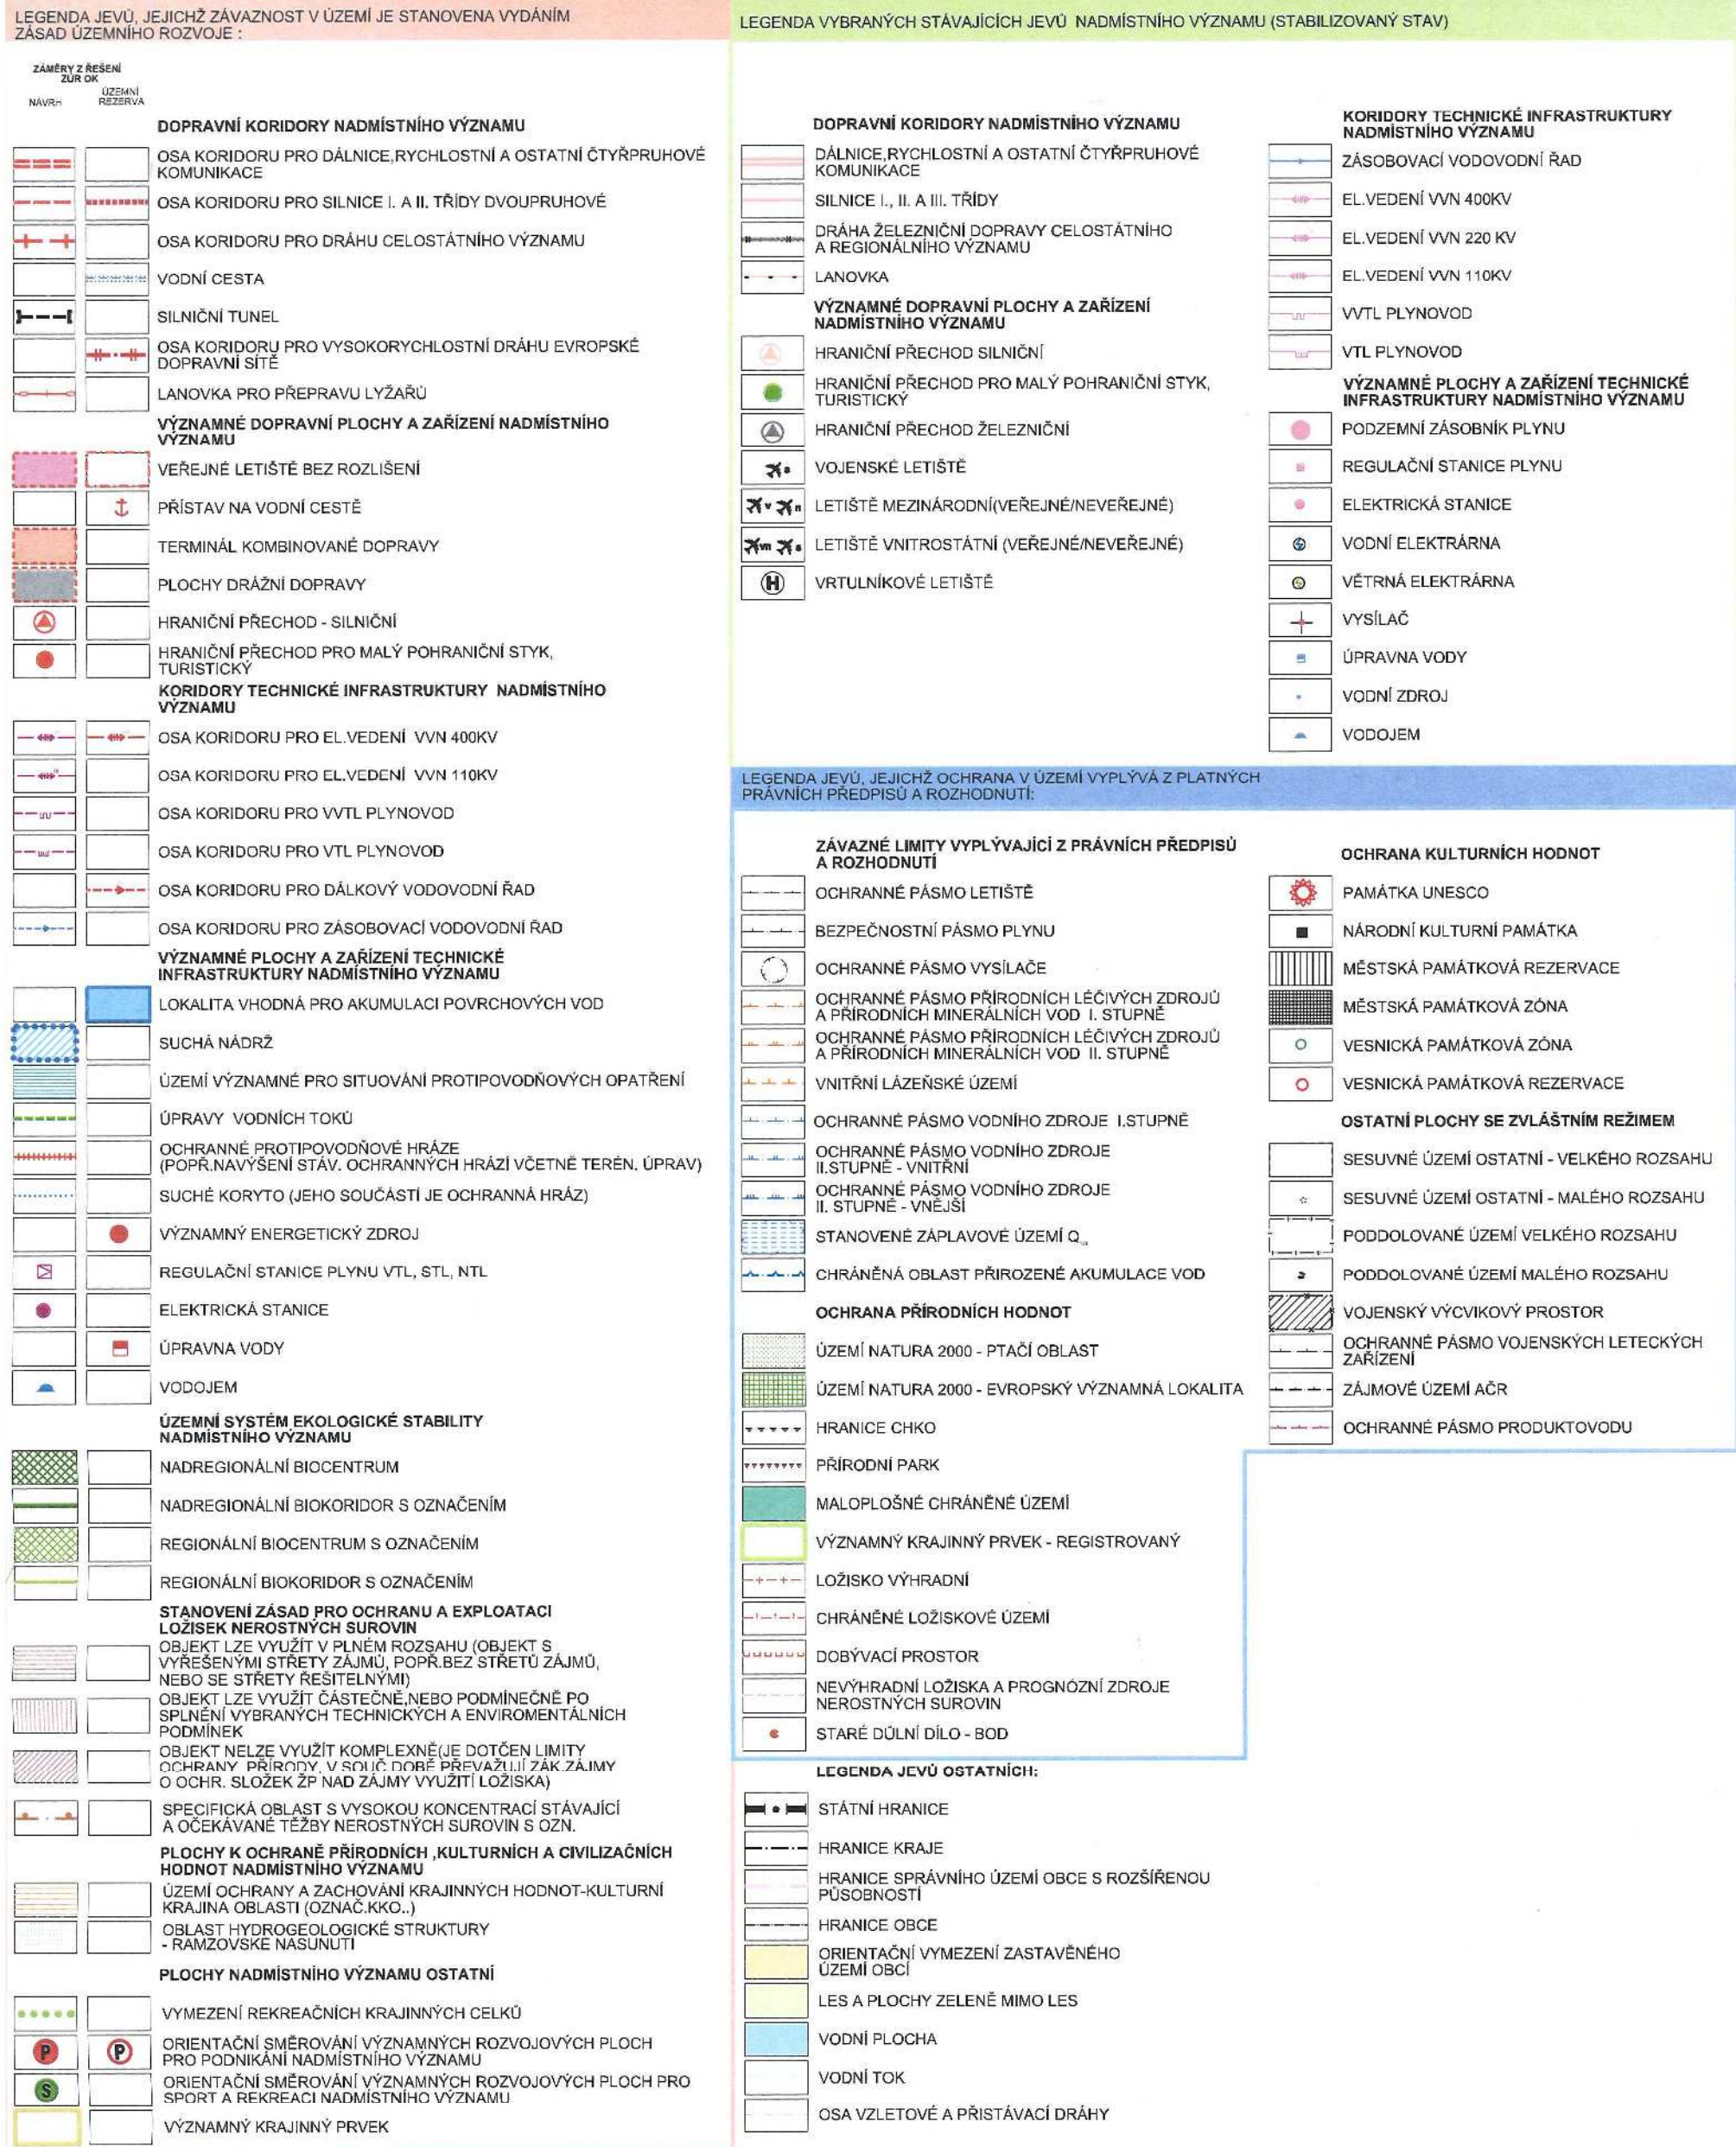 LEGENDA JEVŮ, JEJICHŽ ZÁVAZNOST V ÚZEMÍ JE STANOVENA VYDÁNÍM
ZÁSAD ÚZEMNÍHO ROZVOJE :
ZÁMĚRY Z ŘEŠENÍ
ZÚR OK
NÁVRH
ÚZEMNÍ
REZERVA
DOPRAVNÍ KORIDORY NADMÍSTNÍHO VÝZNAMU
OSA KORIDORU PRO DÁLNICE,RYCHLOSTNÍ A OSTATNÍ ČTYŘPRUHOVÉ
KOMUNIKACE
OSA KORIDORU PRO SILNICE I. A II. TŘÍDY DVOUPRUHOVÉ
OSA KORIDORU PRO DRÁHU CELOSTÁTNÍHO VÝZNAMU
VODNÍ CESTA
SILNIČNÍ TUNEL
OSA KORIDORU PRO VYSOKORYCHLOSTNÍ DRÁHU EVROPSKÉ
DOPRAVNÍ SÍTĚ
LANOVKA PRO PŘEPRAVU LYŽAŘŮ
VÝZNAMNÉ DOPRAVNÍ PLOCHY A ZAŘÍZENÍ NADMÍSTNÍHO
VÝZNAMU
VEŘEJNÉ LETIŠTĚ BEZ ROZLIŠENÍ
PŘÍSTAV NA VODNÍ CESTĚ
TERMINÁL KOMBINOVANÉ DOPRAVY
PLOCHY DRÁŽNÍ DOPRAVY
HRANIČNÍ PŘECHOD - SILNIČNÍ
HRANIČNÍ PŘECHOD PRO MALÝ POHRANIČNÍ STYK,
TURISTICKÝ
KORIDORY TECHNICKÉ INFRASTRUKTURY NADMÍSTNÍHO
VÝZNAMU
OSA KORIDORU PRO EL.VEDENÍ VVN 400KV
OSA KORIDORU PRO EL.VEDENÍ VVN 110KV
OSA KORIDORU PRO VVTL PLYNOVOD
OSA KORIDORU PRO VTL PLYNOVOD
OSA KORIDORU PRO DÁLKOVÝ VODOVODNÍ ŘAD
OSA KORIDORU PRO ZÁSOBOVACÍ VODOVODNÍ ŘAD
VÝZNAMNÉ PLOCHY A ZAŘÍZENÍ TECHNICKÉ
INFRASTRUKTURY NADMÍSTNÍHO VÝZNAMU
LOKALITA VHODNÁ PRO AKUMULACI POVRCHOVÝCH VOD
SUCHÁ NÁDRŽ
ÚZEMÍ VÝZNAMNÉ PRO SITUOVÁNÍ PROTIPOVODŇOVÝCH OPATŘENÍ
ÚPRAVY VODNÍCH TOKŮ
OCHRANNÉ PROTIPOVODŇOVÉ HRÁZE
(POPŘ.NAVÝŠENÍ STÁV. OCHRANNÝCH HRÁZÍ VČETNĚ TERÉN. ÚPRAV)
SUCHÉ KORYTO (JEHO SOUČÁSTÍ JE OCHRANNÁ HRÁZ)
VÝZNAMNÝ ENERGETICKÝ ZDROJ
REGULAČNÍ STANICE PLYNU VTL, STL, NTL
ELEKTRICKÁ STANICE
ÚPRAVNA VODY
VODOJEM
ÚZEMNÍ SYSTÉM EKOLOGICKÉ STABILITY
NADMÍSTNÍHO VÝZNAMU
NADREGIONÁLNÍ BIOCENTRUM
NADREGIONÁLNÍ BIOKORIDOR S OZNAČENÍM
REGIONÁLNÍ BIOCENTRUM S OZNAČENÍM
REGIONÁLNÍ BIOKORIDOR S OZNAČENÍM
STANOVENÍ ZÁSAD PRO OCHRANU A EXPLOATACI
LOŽISEK NEROSTNÝCH SUROVIN
OBJEKT LZE VYUŽÍT V PLNÉM ROZSAHU (OBJEKT S
VYŘEŠENÝMI STŘETY ZÁJMŮ, POPŘ.BEZ STŘETŮ ZÁJMŮ,
NEBO SE STŘETY ŘEŠITELNÝMI)
OBJEKT LZE VYUŽÍT ČÁSTEČNĚ,NEBO PODMÍNEČNĚ PO
SPLNĚNÍ VYBRANÝCH TECHNICKÝCH A ENVIROMENTÁLNÍCH
PODMÍNEK
OBJEKT NELZE VYUŽÍT KOMPLEXNĚ(JE DOTČEN LIMITY
OCHRANY PŘÍRODY, V SOUČ.DOBĚ PŘEVAŽUJÍ ZÁK.ZÁJMY
O OCHR. SLOŽEK ŽP NAD ZÁJMY VYUŽITÍ LOŽISKA)
SPECIFICKÁ OBLAST S VYSOKOU KONCENTRACÍ STÁVAJÍCÍ
A OČEKÁVANÉ TĚŽBY NEROSTNÝCH SUROVIN S OZN.
PLOCHY K OCHRANĚ PŘÍRODNÍCH ,KULTURNÍCH A CIVILIZAČNÍCH
HODNOT NADMÍSTNÍHO VÝZNAMU
ÚZEMÍ OCHRANY A ZACHOVÁNÍ KRAJINNÝCH HODNOT-KULTURNÍ
KRAJINA OBLASTI (OZNAČ.KKO..)
OBLAST HYDROGEOLOGICKÉ STRUKTURY
- RAMZOVSKÉ NASUNUTÍ
PLOCHY NADMÍSTNÍHO VÝZNAMU OSTATNÍ
VYMEZENÍ REKREAČNÍCH KRAJINNÝCH CELKŮ
P P ORIENTAČNÍ SMĚROVÁNÍ VÝZNAMNÝCH ROZVOJOVÝCH PLOCH
PRO PODNIKÁNÍ NADMÍSTNÍHO VÝZNAMU
S ORIENTAČNÍ SMĚROVÁNÍ VÝZNAMNÝCH ROZVOJOVÝCH PLOCH PRO
SPORT A REKREACI NADMÍSTNÍHO VÝZNAMU
VÝZNAMNÝ KRAJINNÝ PRVEK
LEGENDA VYBRANÝCH STÁVAJÍCÍCH JEVŮ NADMÍSTNÍHO VÝZNAMU (STABILIZOVANÝ STAV)
DOPRAVNÍ KORIDORY NADMÍSTNÍHO VÝZNAMU
DÁLNICE,RYCHLOSTNÍ A OSTATNÍ ČTYŘPRUHOVÉ
KOMUNIKACE
SILNICE I., II. A III. TŘÍDY
DRÁHA ŽELEZNIČNÍ DOPRAVY CELOSTÁTNÍHO
A REGIONÁLNÍHO VÝZNAMU
LANOVKA
VÝZNAMNÉ DOPRAVNÍ PLOCHY A ZAŘÍZENÍ
NADMÍSTNÍHO VÝZNAMU
HRANIČNÍ PŘECHOD SILNIČNÍ
HRANIČNÍ PŘECHOD PRO MALÝ POHRANIČNÍ STYK,
TURISTICKÝ
HRANIČNÍ PŘECHOD ŽELEZNIČNÍ
VOJENSKÉ LETIŠTĚ
v n LETIŠTĚ MEZINÁRODNÍ(VEŘEJNÉ/NEVEŘEJNÉ)
vn LETIŠTĚ VNITROSTÁTNÍ (VEŘEJNÉ/NEVEŘEJNÉ)
H VRTULNÍKOVÉ LETIŠTĚ
KORIDORY TECHNICKÉ INFRASTRUKTURY
NADMÍSTNÍHO VÝZNAMU
ZÁSOBOVACÍ VODOVODNÍ ŘAD
EL.VEDENÍ VVN 400KV
EL.VEDENÍ VVN 220 KV
EL.VEDENÍ VVN 110KV
VVTL PLYNOVOD
VTL PLYNOVOD
VÝZNAMNÉ PLOCHY A ZAŘÍZENÍ TECHNICKÉ
INFRASTRUKTURY NADMÍSTNÍHO VÝZNAMU
PODZEMNÍ ZÁSOBNÍK PLYNU
REGULAČNÍ STANICE PLYNU
ELEKTRICKÁ STANICE
VODNÍ ELEKTRÁRNA
VĚTRNÁ ELEKTRÁRNA
VYSÍLAČ
ÚPRAVNA VODY
VODNÍ ZDROJ
VODOJEM
LEGENDA JEVŮ, JEJICHŽ OCHRANA V ÚZEMÍ VYPLÝVÁ Z PLATNÝCH
PRÁVNÍCH PŘEDPISŮ A ROZHODNUTÍ:
ZÁVAZNÉ LIMITY VYPLÝVAJÍCÍ Z PRÁVNÍCH PŘEDPISŮ
A ROZHODNUTÍ
OCHRANNÉ PÁSMO LETIŠTĚ
BEZPEČNOSTNÍ PÁSMO PLYNU
OCHRANNÉ PÁSMO VYSÍLAČE
OCHRANNÉ PÁSMO PŘÍRODNÍCH LÉČIVÝCH ZDROJŮ
A PŘÍRODNÍCH MINERÁLNÍCH VOD I. STUPNĚ
OCHRANNÉ PÁSMO PŘÍRODNÍCH LÉČIVÝCH ZDROJŮ
A PŘÍRODNÍCH MINERÁLNÍCH VOD II. STUPNĚ
VNITŘNÍ LÁZEŇSKÉ ÚZEMÍ
OCHRANNÉ PÁSMO VODNÍHO ZDROJE I.STUPNĚ
OCHRANNÉ PÁSMO VODNÍHO ZDROJE
II.STUPNĚ - VNITŘNÍ
OCHRANNÉ PÁSMO VODNÍHO ZDROJE
II. STUPNĚ - VNĚJŠÍ
STANOVENÉ ZÁPLAVOVÉ ÚZEMÍ Q
CHRÁNĚNÁ OBLAST PŘIROZENÉ AKUMULACE VOD
OCHRANA PŘÍRODNÍCH HODNOT
ÚZEMÍ NATURA 2000 - PTAČÍ OBLAST
ÚZEMÍ NATURA 2000 - EVROPSKÝ VÝZNAMNÁ LOKALITA
HRANICE CHKO
PŘÍRODNÍ PARK
MALOPLOŠNÉ CHRÁNĚNÉ ÚZEMÍ
VÝZNAMNÝ KRAJINNÝ PRVEK - REGISTROVANÝ
LOŽISKO VÝHRADNÍ
CHRÁNĚNÉ LOŽISKOVÉ ÚZEMÍ
DOBÝVACÍ PROSTOR
NEVÝHRADNÍ LOŽISKA A PROGNÓZNÍ ZDROJE
NEROSTNÝCH SUROVIN
STARÉ DŮLNÍ DÍLO - BOD
OCHRANA KULTURNÍCH HODNOT
PAMÁTKA UNESCO
NÁRODNÍ KULTURNÍ PAMÁTKA
MĚSTSKÁ PAMÁTKOVÁ REZERVACE
MĚSTSKÁ PAMÁTKOVÁ ZÓNA
VESNICKÁ PAMÁTKOVÁ ZÓNA
VESNICKÁ PAMÁTKOVÁ REZERVACE
OSTATNÍ PLOCHY SE ZVLÁŠTNÍM REŽIMEM
SESUVNÉ ÚZEMÍ OSTATNÍ - VELKÉHO ROZSAHU
SESUVNÉ ÚZEMÍ OSTATNÍ - MALÉHO ROZSAHU
PODDOLOVANÉ ÚZEMÍ VELKÉHO ROZSAHU
PODDOLOVANÉ ÚZEMÍ MALÉHO ROZSAHU
VOJENSKÝ VÝCVIKOVÝ PROSTOR
OCHRANNÉ PÁSMO VOJENSKÝCH LETECKÝCH
ZAŘÍZENÍ
ZÁJMOVÉ ÚZEMÍ AČR
OCHRANNÉ PÁSMO PRODUKTOVODU
LEGENDA JEVŮ OSTATNÍCH:
STÁTNÍ HRANICE
HRANICE KRAJE
HRANICE SPRÁVNÍHO ÚZEMÍ OBCE S ROZŠÍŘENOU
PŮSOBNOSTÍ
HRANICE OBCE
ORIENTAČNÍ VYMEZENÍ ZASTAVĚNÉHO
ÚZEMÍ OBCÍ
LES A PLOCHY ZELENĚ MIMO LES
VODNÍ PLOCHA
VODNÍ TOK
OSA VZLETOVÉ A PŘISTÁVACÍ DRÁHY